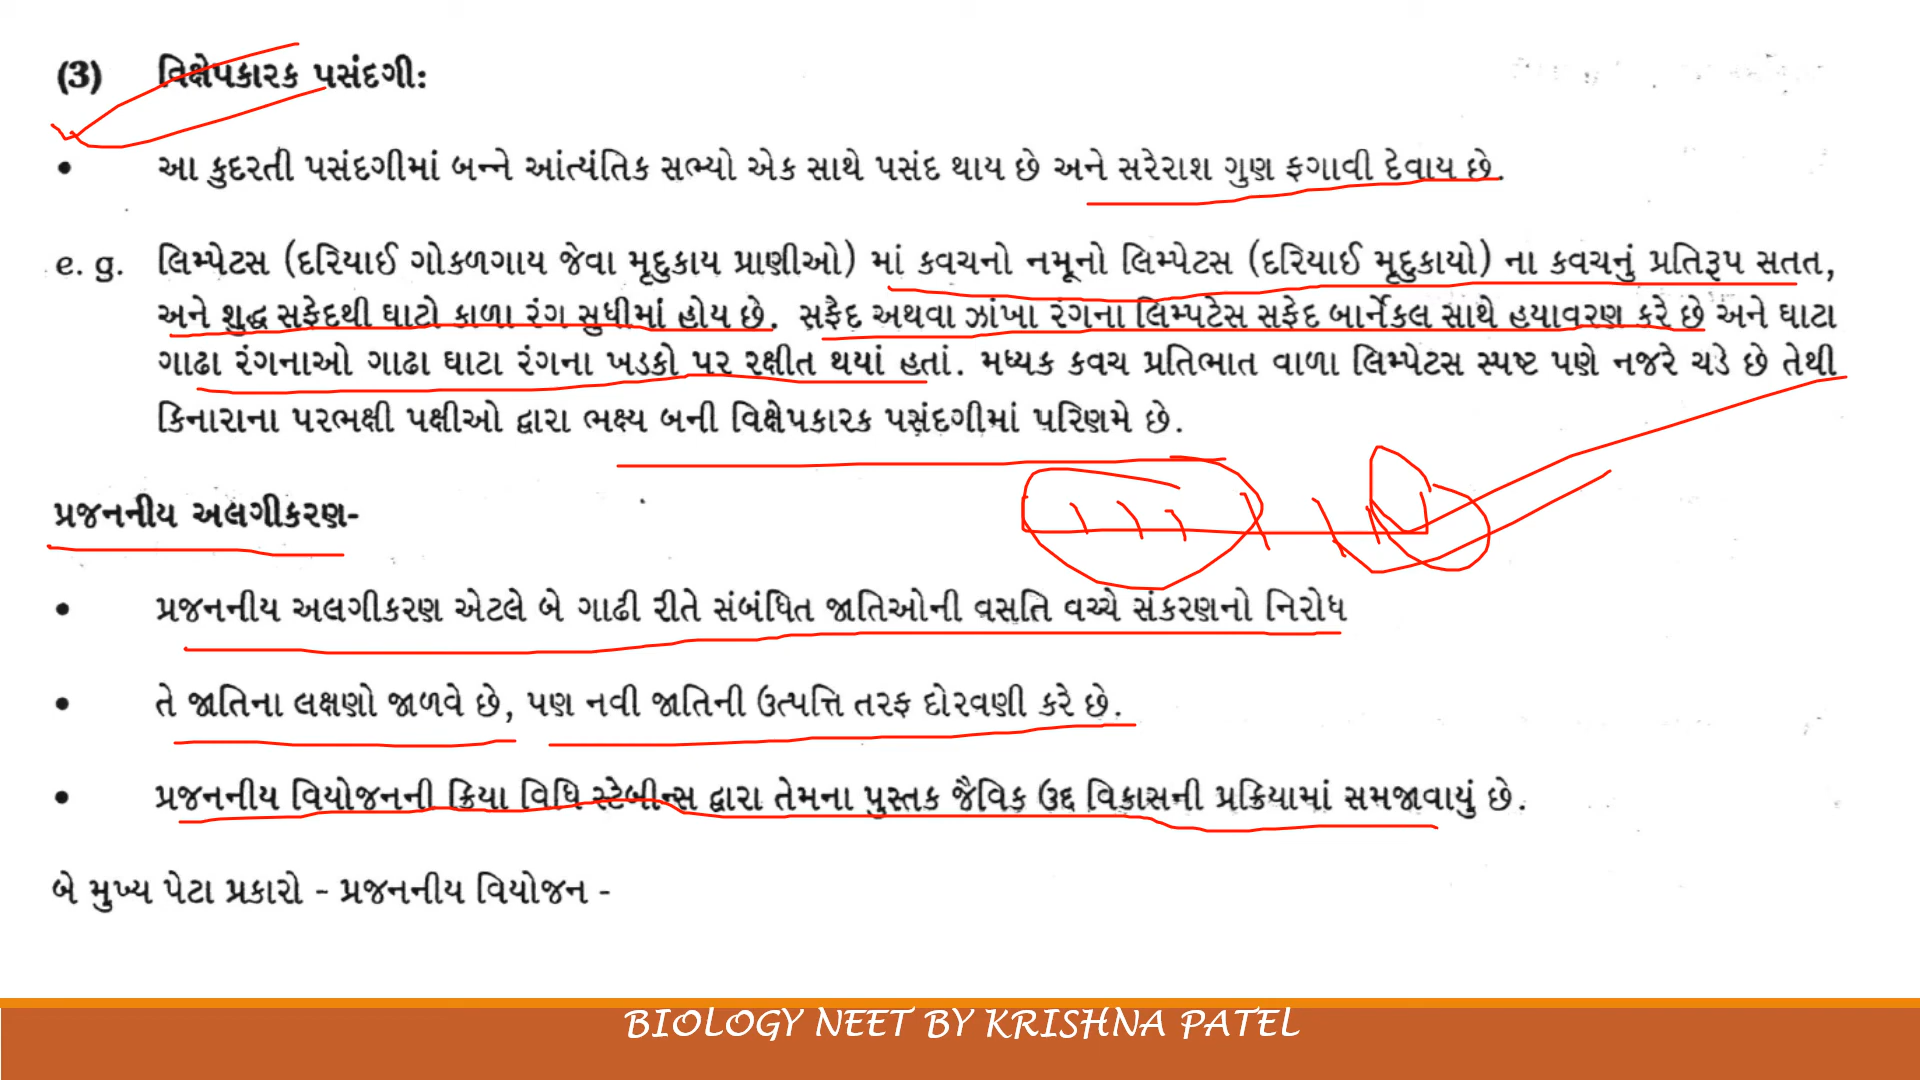 (3) વિક્ષેપકારક પસંદગી:
• આ કુદરતી પસંદગીમાં બન્ને આંત્યંતિક સભ્યો એક સાથે પસંદ થાય છે અને સરેરાશ ગુણ ફગાવી દેવાય છે.
e. g. લિમ્પેટસ (દરિયાઈ ગોકળગાય જેવા મૃદુકાય પ્રાણીઓ) માં કવચનો નમૂનો લિમ્પેટસ (દરિયાઈ મૃદુકાયો) ના કવચનું પ્રતિરૂપ સતત,
અને શુદ્ધ સફેદથી ઘાટો કાળા રંગ સુધીમાં હોય છે. સફેદ અથવા ઝાંખા રંગના લિમ્પટેસ સફેદ બાર્નેકલ સાથે હયાવરણ કરે છે અને ઘાટા
ગાઢા રંગનાઓ ગાઢા ઘાટા રંગના ખડકો પર રક્ષીત થયાં હતાં. મધ્યક કવચ પ્રતિભાત વાળા લિમ્પેટસ સ્પષ્ટ પણે નજરે ચડે છે તેથી
કિનારાના પરભક્ષી પક્ષીઓ દ્વારા ભક્ષ્ય બની વિક્ષેપકારક પસંદગીમાં પરિણમે છે.
પ્રજનનીય અલગીકરણ-
• પ્રજનનીય અલગીકરણ એટલે બે ગાઢી રીતે સંબંધિત જાતિઓની વસતિ વચ્ચે સંકરણનો નિરોધ
• તે જાતિના લક્ષણો જાળવે છે, પણ નવી જાતિની ઉત્પત્તિ તરફ દોરવણી કરે છે.
• પ્રજનનીય વિયોજનની ક્રિયા વિધિ સ્ટેબીન્સ દ્વારા તેમના પુસ્તક જૈવિક ઉદ્દ વિકાસની પ્રક્રિયામાં સમજાવાયું છે.
બે મુખ્ય પેટા પ્રકારો - પ્રજનનીય વિયોજન -
BIOLOGY NEET BY KRISHNA PATEL